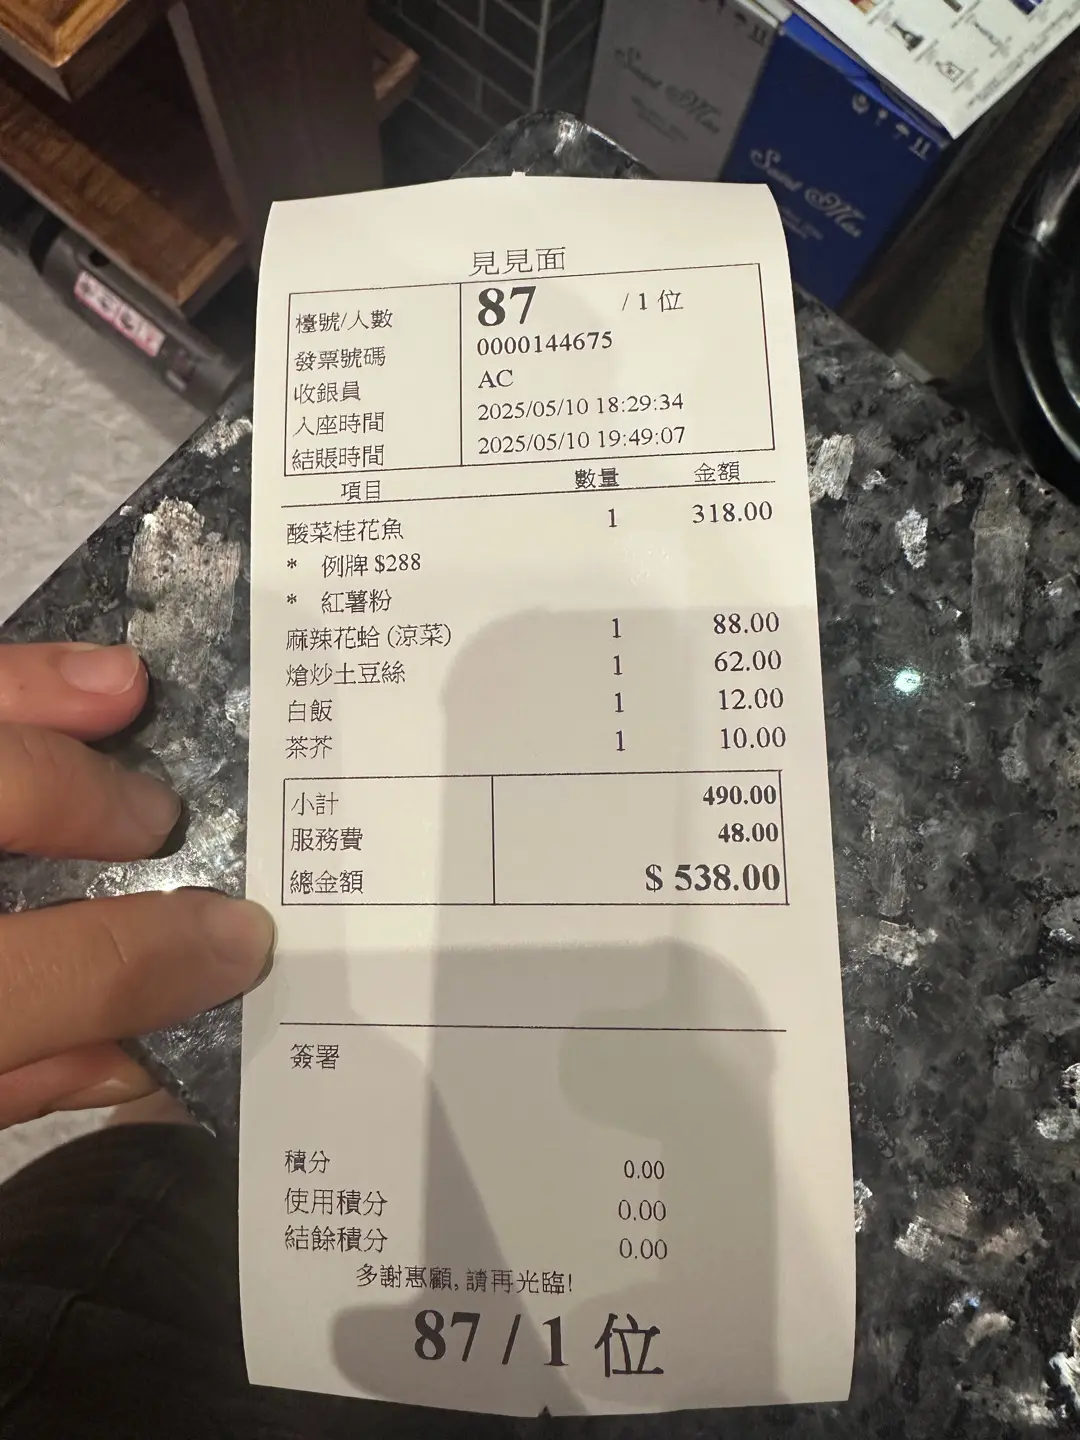 見見面
檯號/人數 87 / 1 位
發票號碼 0000144675
收銀員 AC
入座時間 2025/05/10 18:29:34
結賬時間 2025/05/10 19:49:07
項目 數量 金額
酸菜桂花魚 1 318.00
* 例牌 $288
* 紅薯粉
麻辣花蛤 (涼菜) 1 88.00
熗炒土豆絲 1 62.00
白飯 1 12.00
茶芥 1 10.00
小計 490.00
服務費 48.00
總金額 $ 538.00
簽署
積分 0.00
使用積分 0.00
結餘積分 0.00
多謝惠顧, 請再光臨!
87 / 1 位